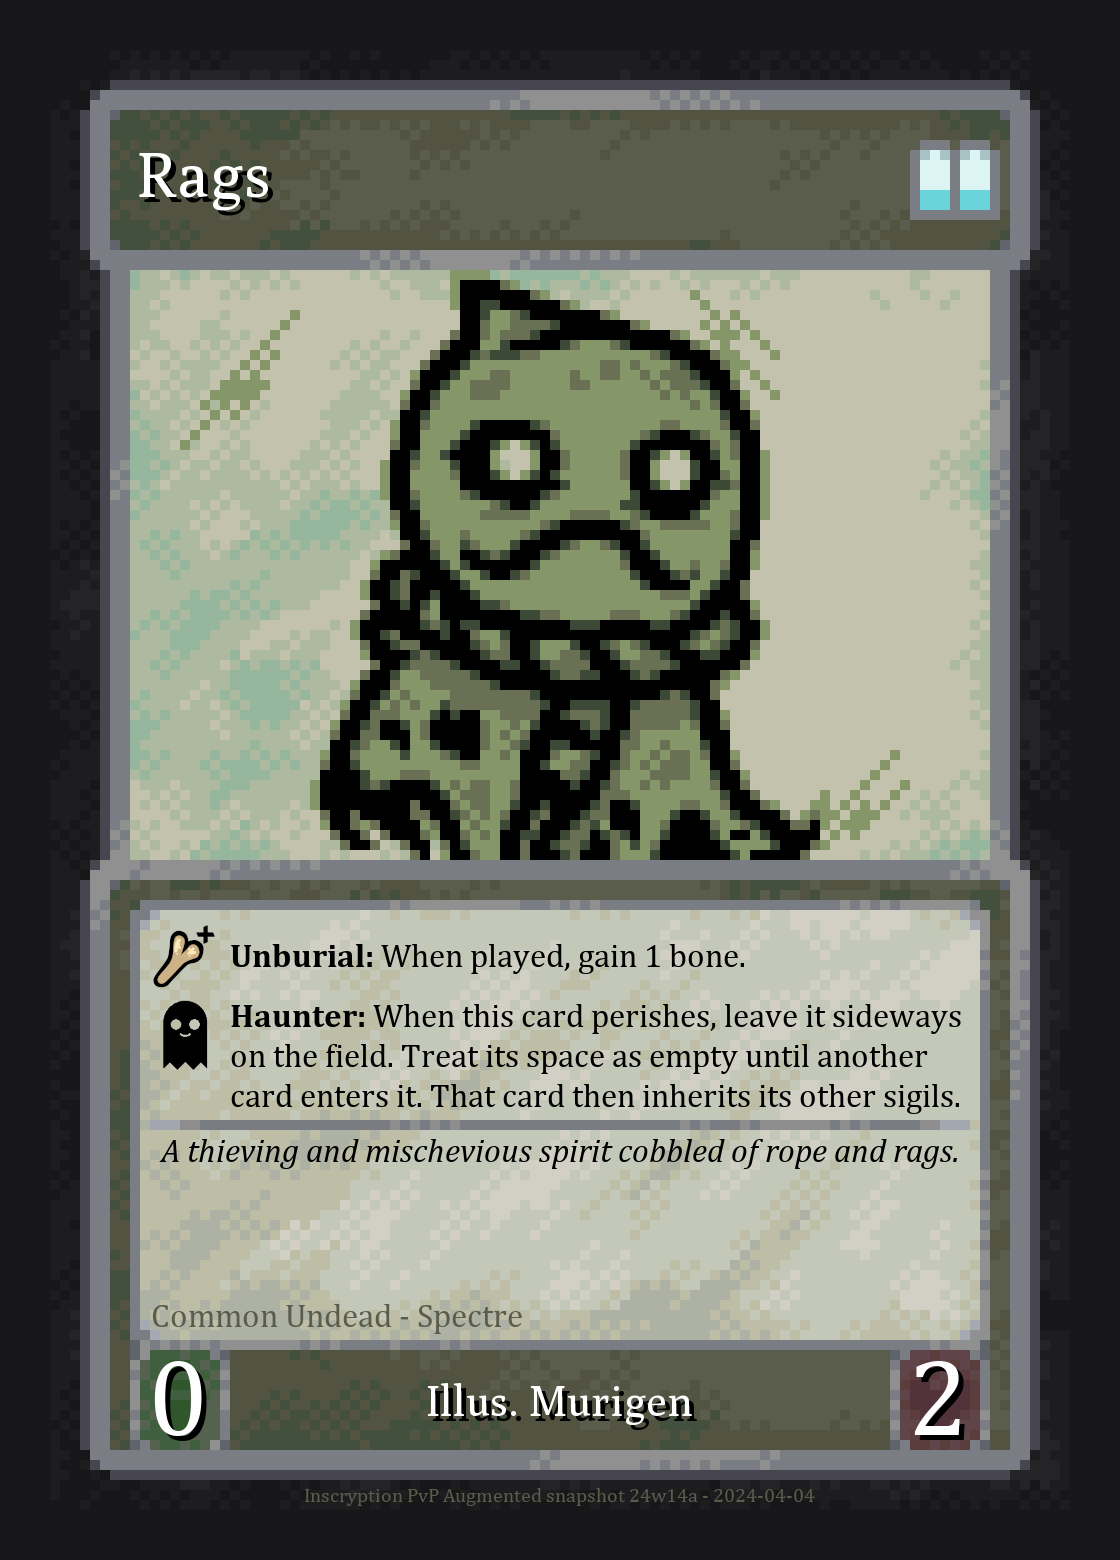 Rags
Unburial: When played, gain 1 bone.
Haunter: When this card perishes, leave it sideways
on the field. Treat its space as empty until another
card enters it. That card then inherits its other sigils.
A thieving and mischevious spirit cobbled of rope and rags.
Common Undead - Spectre
0
Illus. Murigen
2
Inscryption PvP Augmented snapshot 24w14a - 2024-04-04